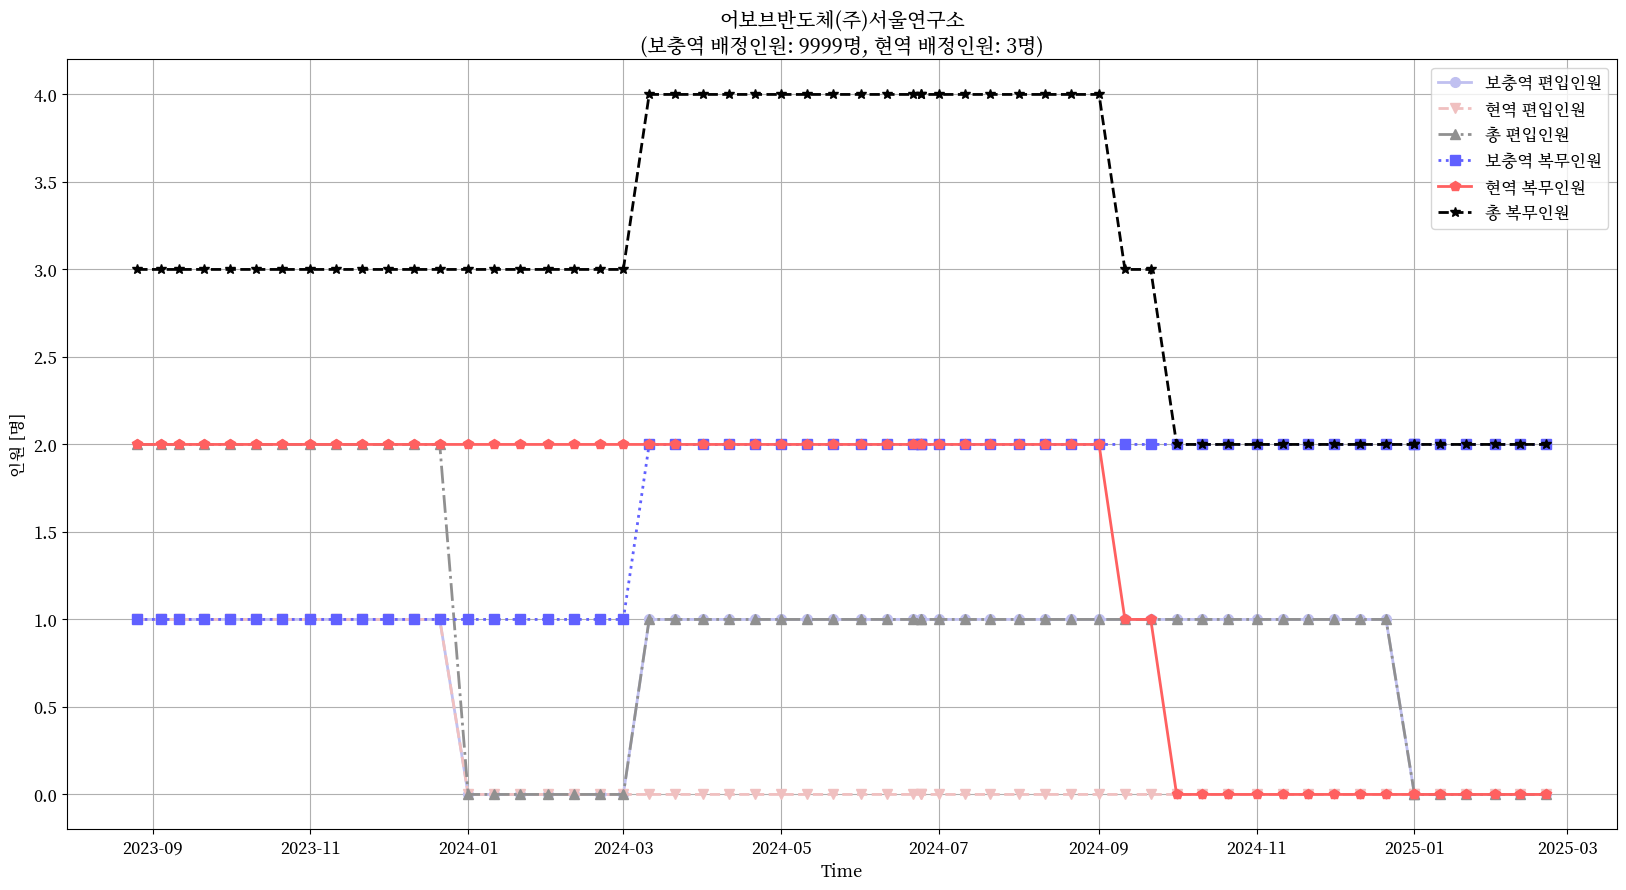 어보브반도체(주)서울연구소
(보충역 배정인원: 9999명, 현역 배정인원: 3명)
보충역 편입인원
현역 편입인원
총 편입인원
보충역 복무인원
현역 복무인원
총 복무인원
인원 [명]
4.0
3.5
3.0
2.5
2.0
1.5
1.0
0.5
0.0
2023-09
2023-11
2024-01
2024-03
2024-05
2024-07
2024-09
2024-11
2025-01
2025-03
Time